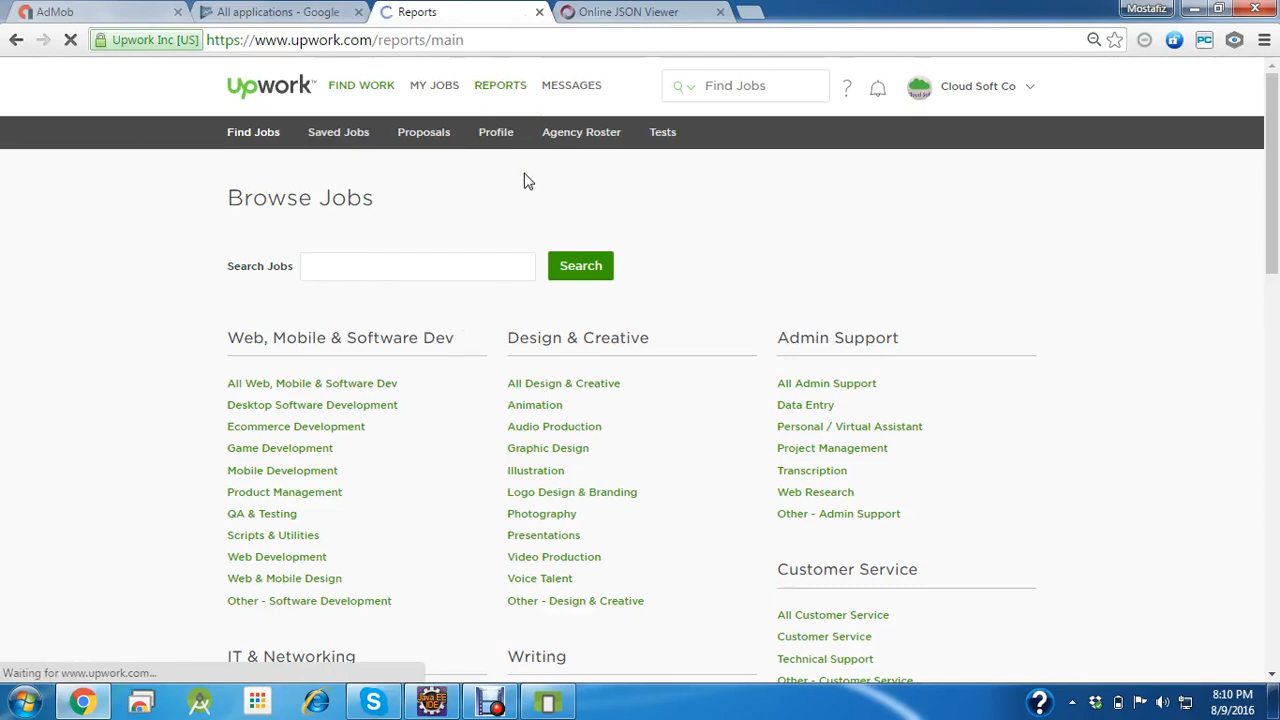 AdMob
All applications - Google
Reports
Online JSON Viewer
Mostafiz
Upwork Inc [US]
https://www.upwork.com/reports/main
Upwork™
FIND WORK
MY JOBS
REPORTS
MESSAGES
Find Jobs
?
Cloud Soft Co
Find Jobs
Saved Jobs
Proposals
Profile
Agency Roster
Tests
Browse Jobs
Search Jobs
Search
Web, Mobile & Software Dev
All Web, Mobile & Software Dev
Desktop Software Development
Ecommerce Development
Game Development
Mobile Development
Product Management
QA & Testing
Scripts & Utilities
Web Development
Web & Mobile Design
Other - Software Development
IT & Networking
Design & Creative
All Design & Creative
Animation
Audio Production
Graphic Design
Illustration
Logo Design & Branding
Photography
Presentations
Video Production
Voice Talent
Other - Design & Creative
Writing
Admin Support
All Admin Support
Data Entry
Personal / Virtual Assistant
Project Management
Transcription
Web Research
Other - Admin Support
Customer Service
All Customer Service
Customer Service
Technical Support
Other - Customer Service
Waiting for www.upwork.com...
8:10 PM
8/9/2016